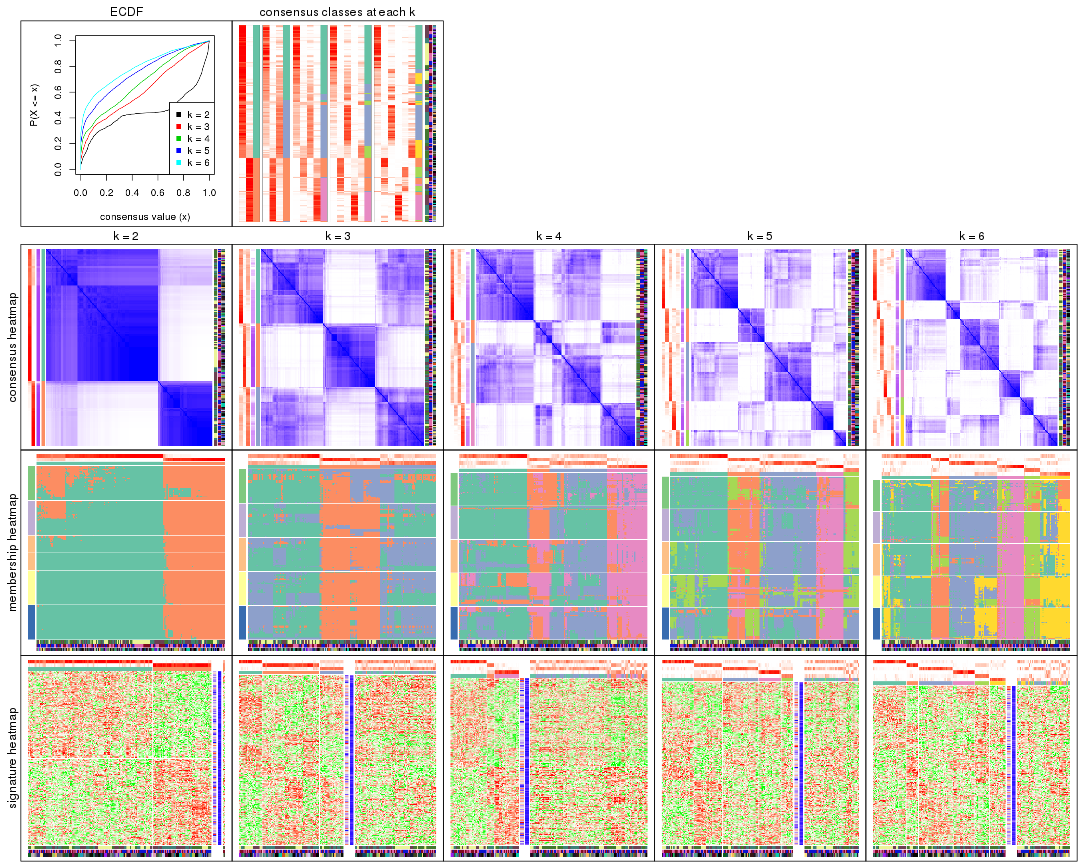 ECDF
consensus classes at each k
P(X <= x)
0.0
0.2
0.4
0.6
0.8
1.0
k = 2
k = 3
k = 4
k = 5
k = 6
0.0 0.2 0.4 0.6 0.8 1.0
consensus value (x)
k = 2
k = 3
k = 4
k = 5
k = 6
consensus heatmap
membership heatmap
signature heatmap